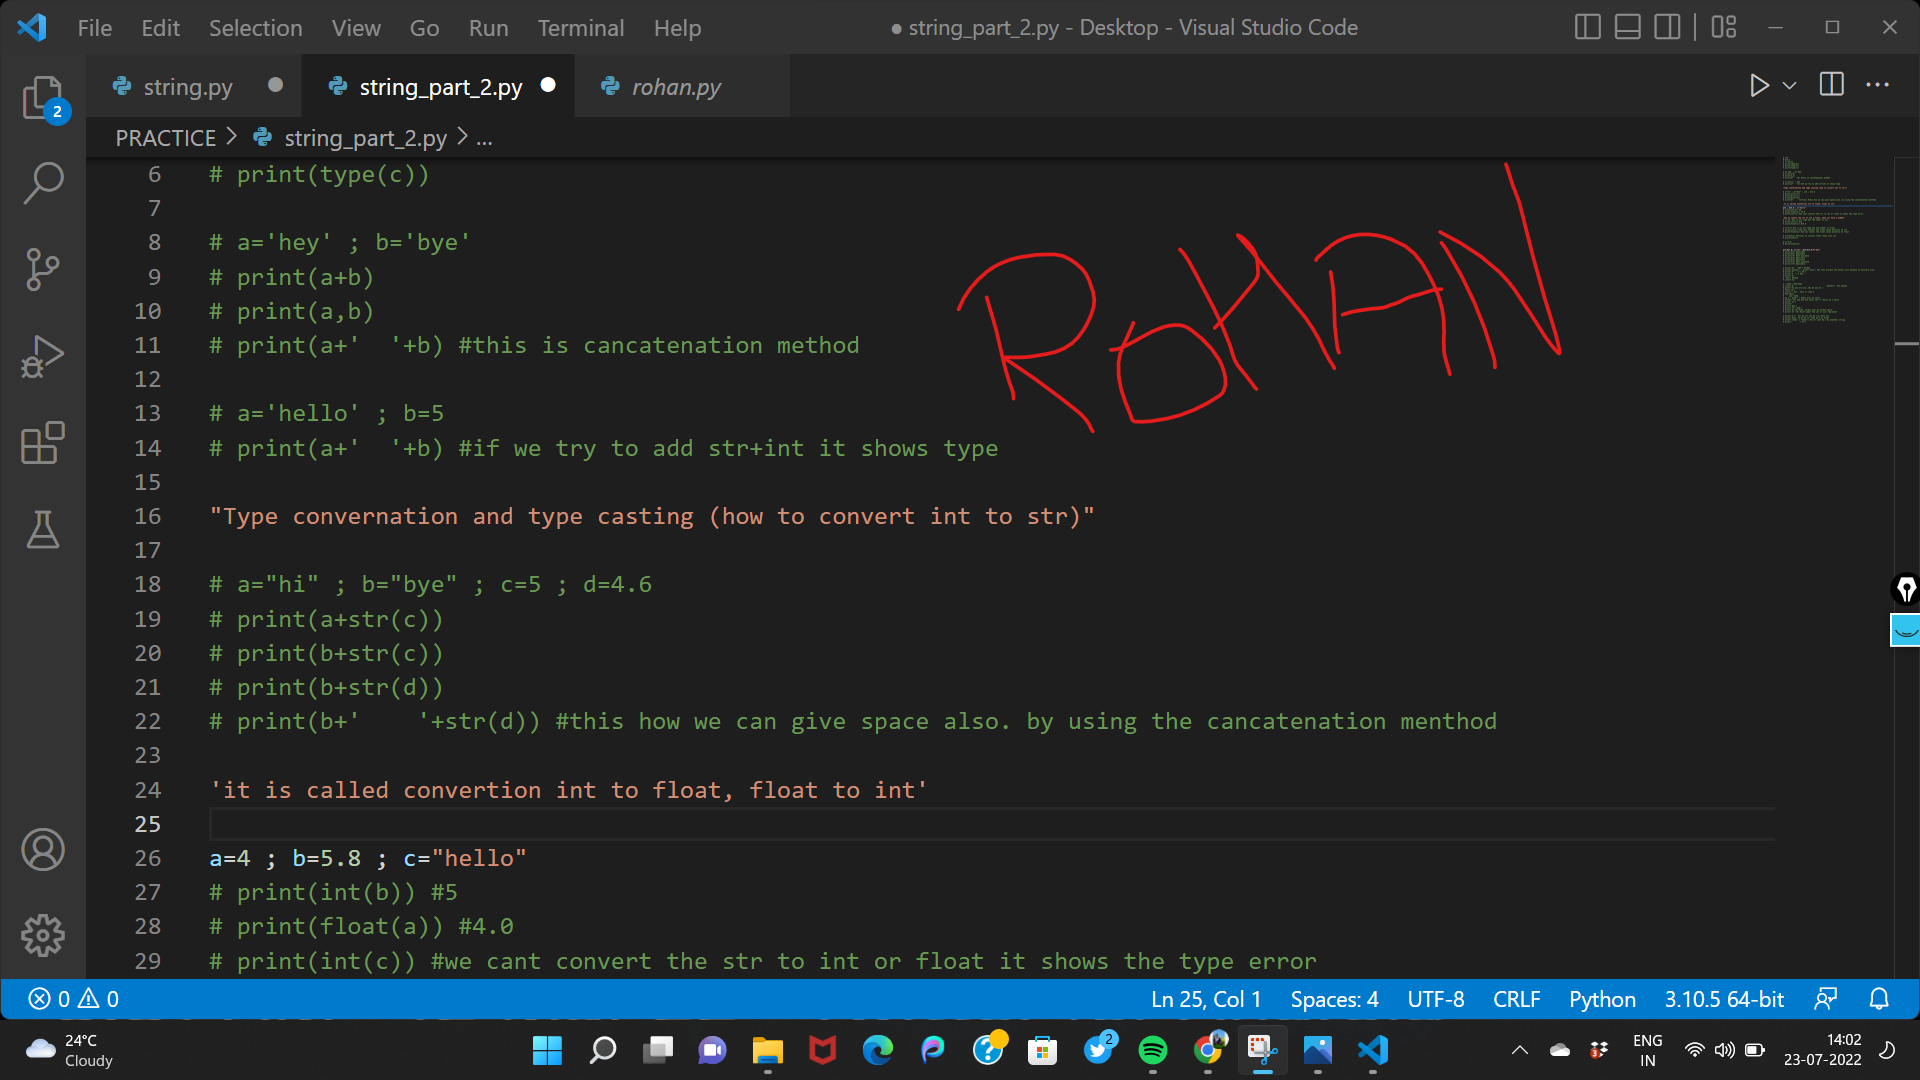 File Edit Selection View Go Run Terminal Help
● string_part_2.py - Desktop - Visual Studio Code
string.py string_part_2.py rohan.py
2
PRACTICE > string_part_2.py > ...
6 # print(type(c))
7
8 # a='hey' ; b='bye'
9 # print(a+b)
10 # print(a,b)
11 # print(a+'  '+b) #this is cancatenation method
12
13 # a='hello' ; b=5
14 # print(a+'  '+b) #if we try to add str+int it shows type
15
16 "Type convernation and type casting (how to convert int to str)"
17
18 # a="hi" ; b="bye" ; c=5 ; d=4.6
19 # print(a+str(c))
20 # print(b+str(c))
21 # print(b+str(d))
22 # print(b+'    '+str(d)) #this how we can give space also. by using the cancatenation menthod
23
24 'it is called convertion int to float, float to int'
25
26 a=4 ; b=5.8 ; c="hello"
27 # print(int(b)) #5
28 # print(float(a)) #4.0
29 # print(int(c)) #we cant convert the str to int or float it shows the type error
ROHAN
0 0 Ln 25, Col 1 Spaces: 4 UTF-8 CRLF Python 3.10.5 64-bit
24°C
Cloudy
2
3
ENG
IN
14:02
23-07-2022